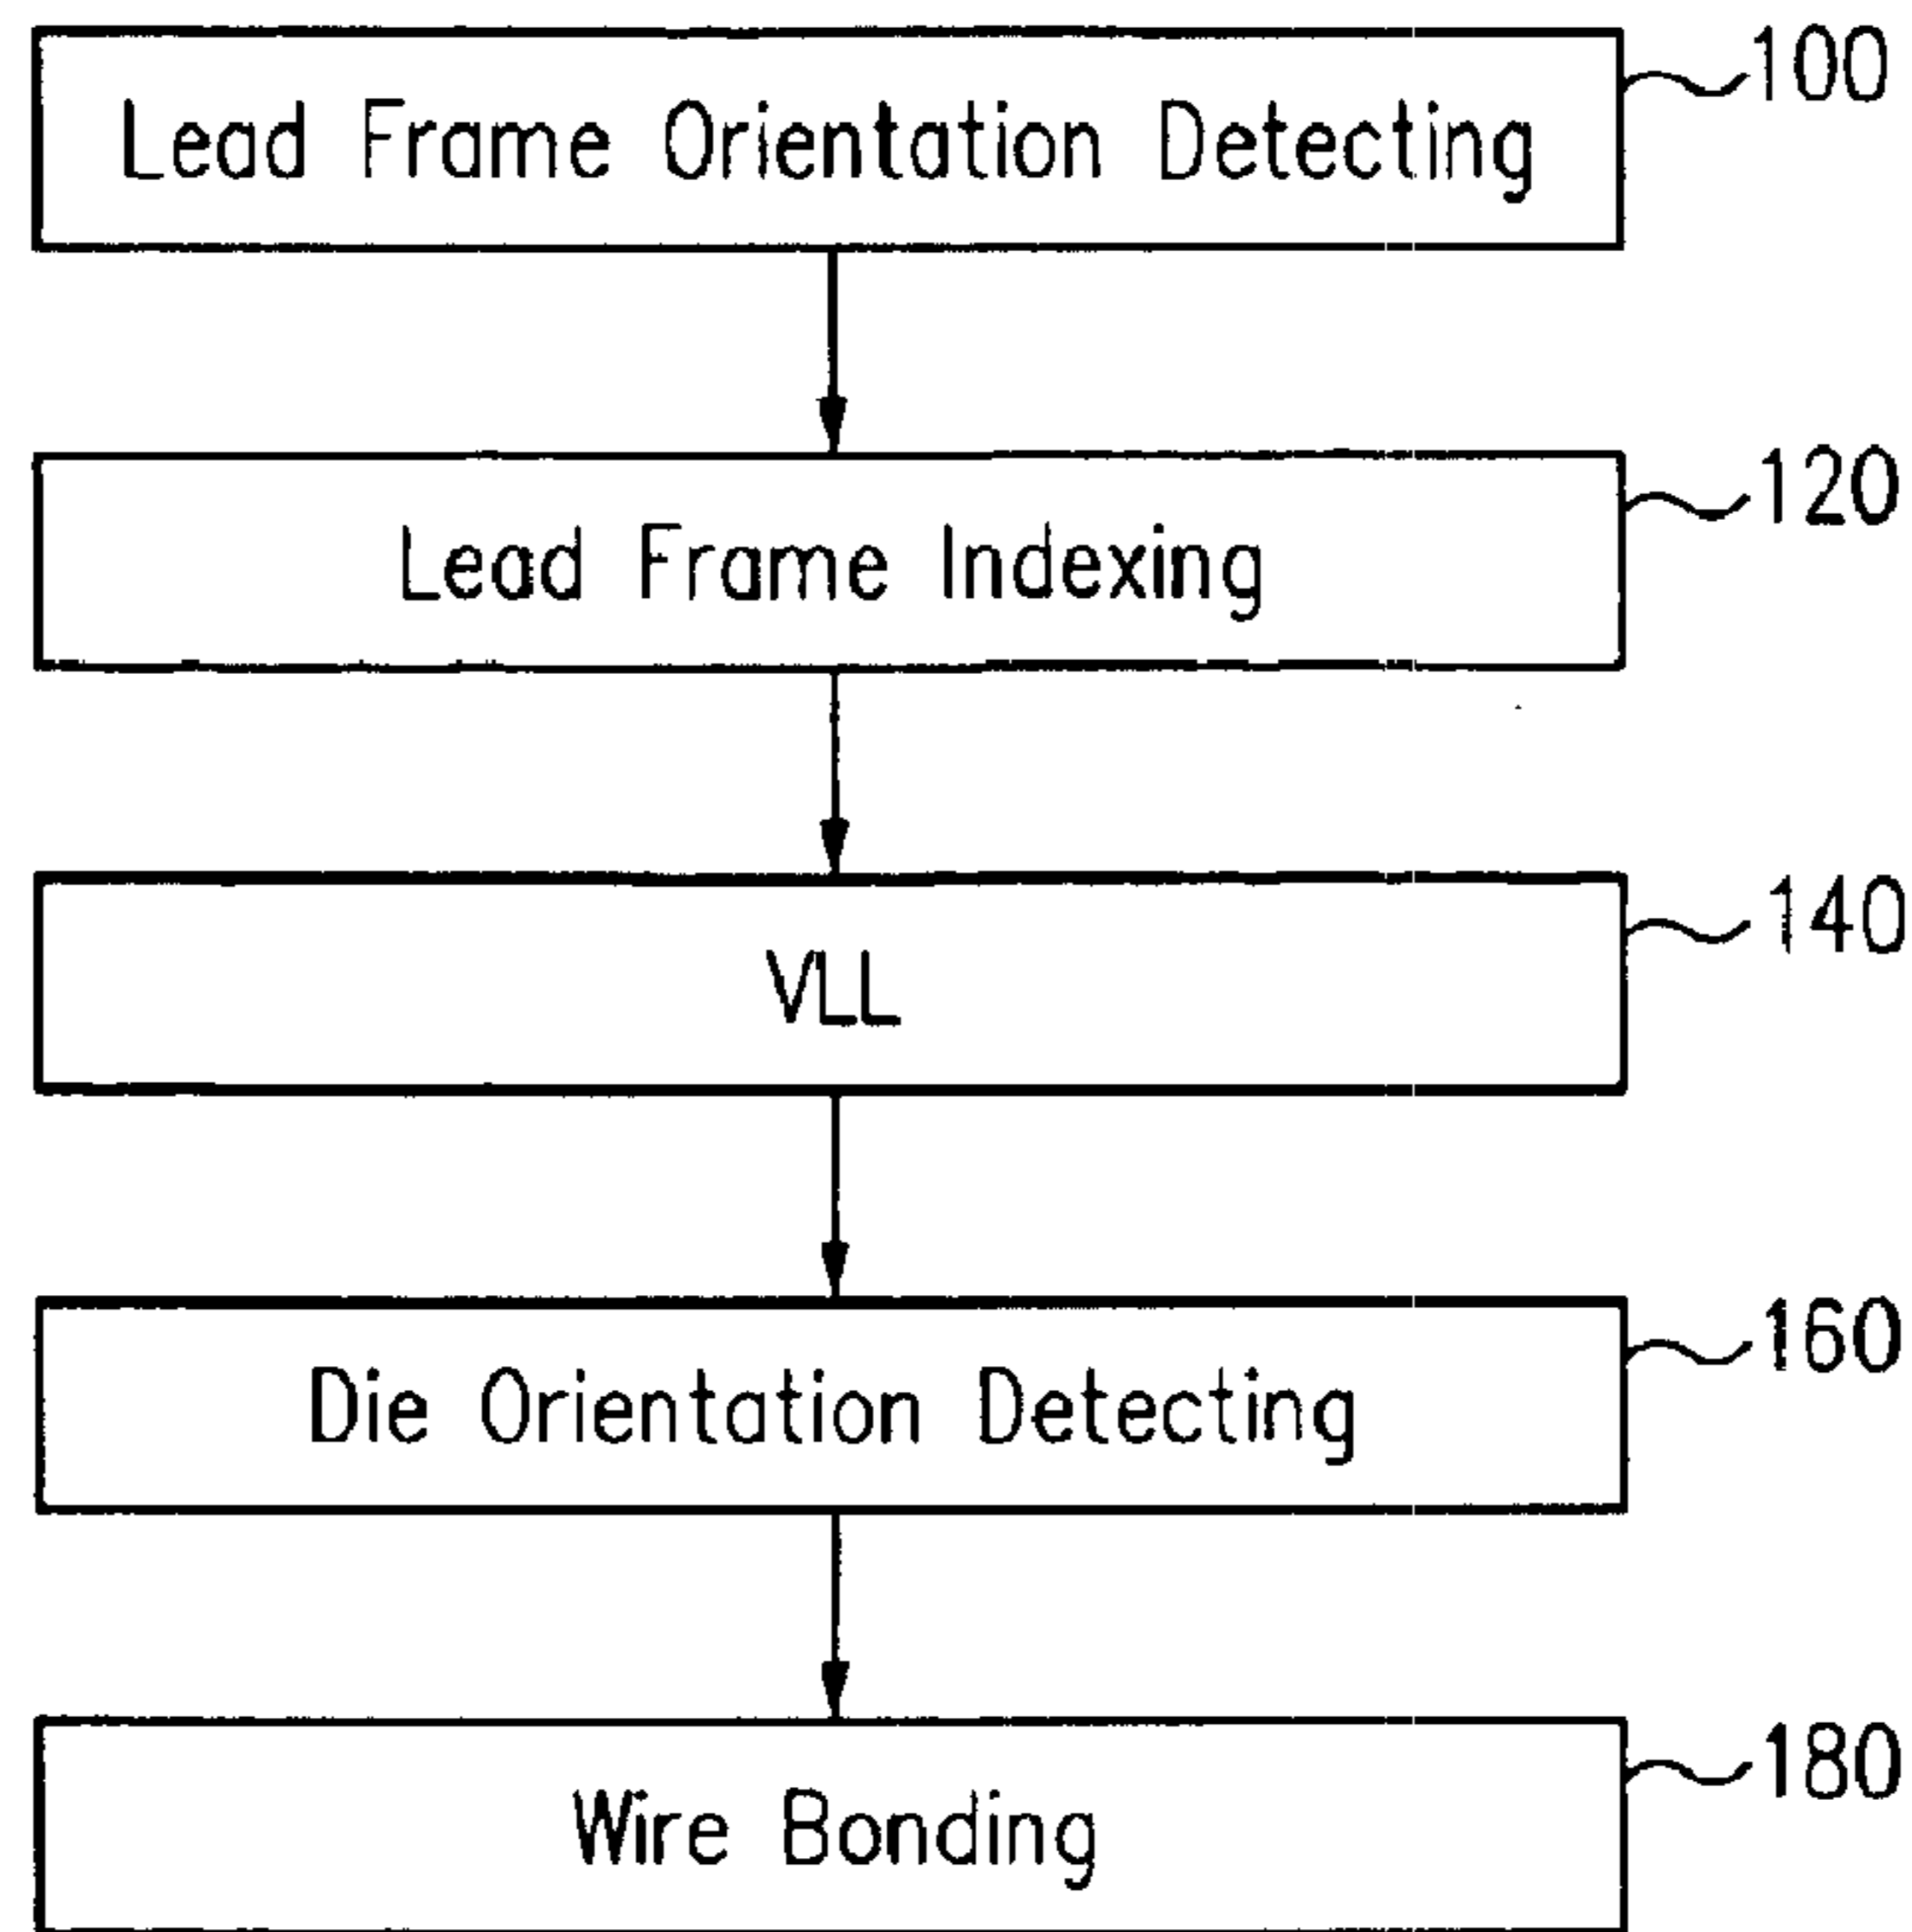 Lead Frame Orientation Detecting 100
Lead Frame Indexing 120
VLL 140
Die Orientation Detecting 160
Wire Bonding 180